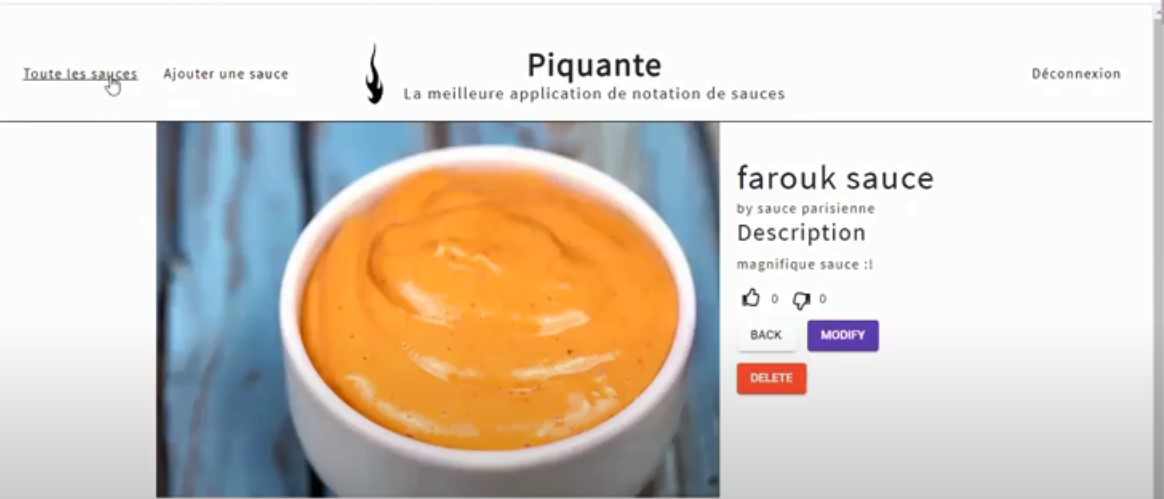 Toute les sauces
Ajouter une sauce
Piquante
La meilleure application de notation de sauces
Déconnexion
farouk sauce
by sauce parisienne
Description
magnifique sauce :!
0 0
BACK MODIFY
DELETE